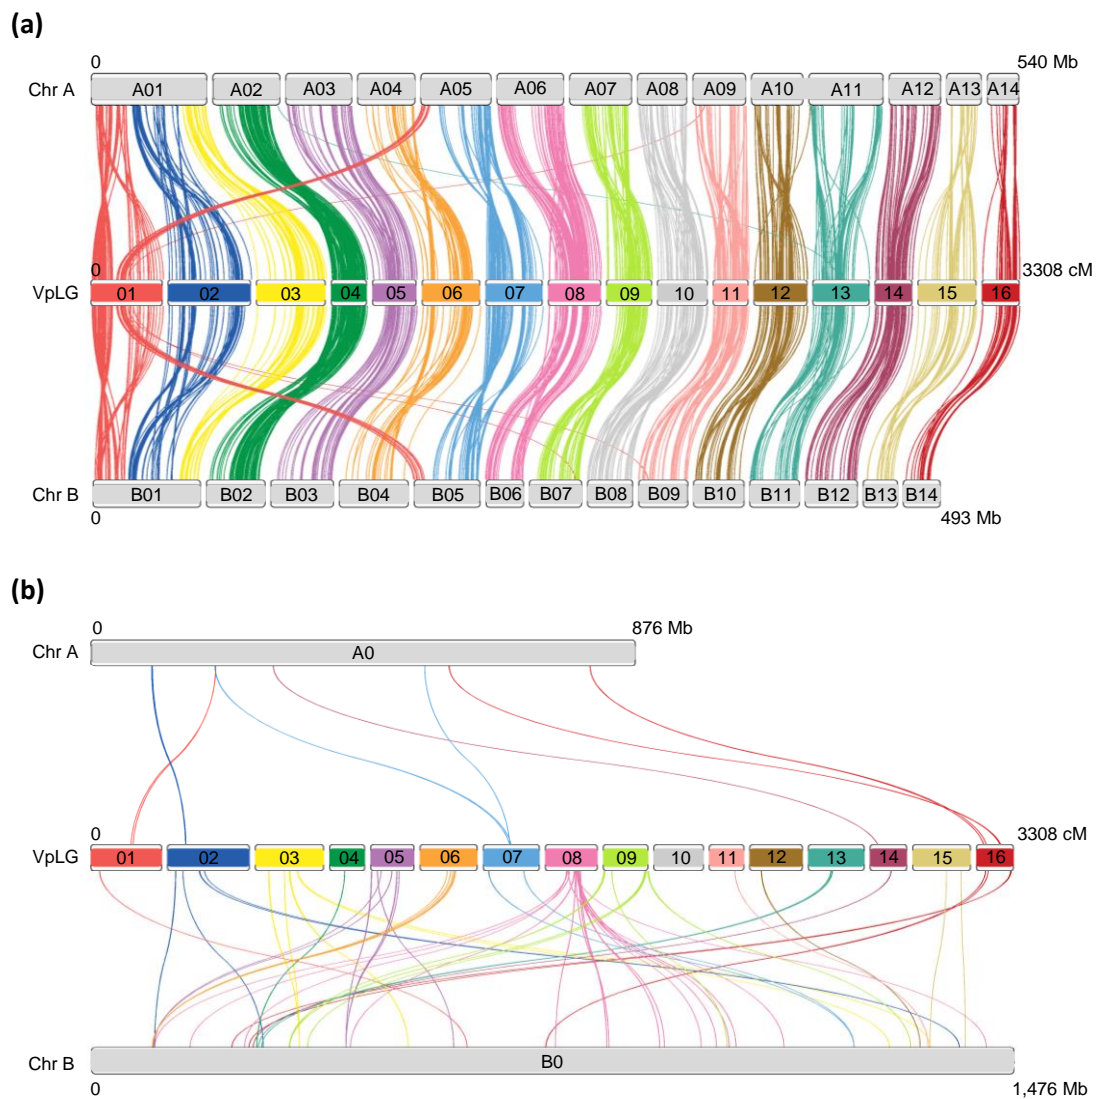 (a)
0 540 Mb
Chr A A01 A02 A03 A04 A05 A06 A07 A08 A09 A10 A11 A12 A13 A14
0 3308 cM
VpLG 01 02 03 04 05 06 07 08 09 10 11 12 13 14 15 16
Chr B B01 B02 B03 B04 B05 B06 B07 B08 B09 B10 B11 B12 B13 B14
0 493 Mb
(b)
0 876 Mb
Chr A A0
0 3308 cM
VpLG 01 02 03 04 05 06 07 08 09 10 11 12 13 14 15 16
Chr B B0
0 1,476 Mb